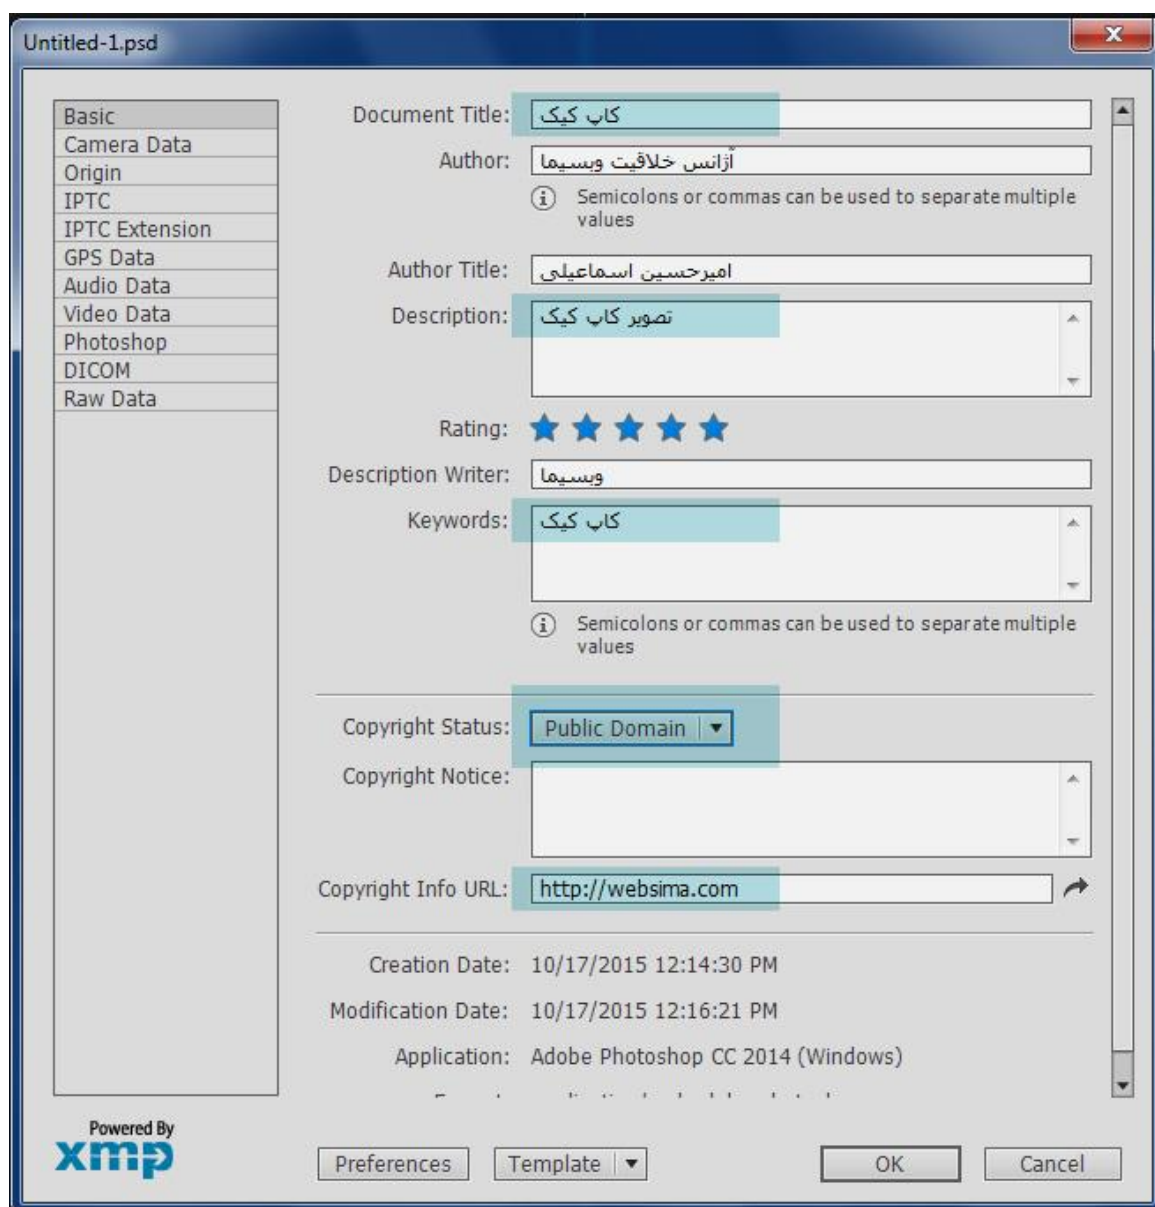 Untitled-1.psd
Basic
Camera Data
Origin
IPTC
IPTC Extension
GPS Data
Audio Data
Video Data
Photoshop
DICOM
Raw Data
Document Title: کاپ کیک
Author: آژانس خلاقیت وبسیما
Semicolons or commas can be used to separate multiple
values
Author Title: امیرحسین اسماعیلی
Description: تصویر کاپ کیک
Rating:
Description Writer: وبسیما
Keywords: کاپ کیک
Semicolons or commas can be used to separate multiple
values
Copyright Status: Public Domain
Copyright Notice:
Copyright Info URL: http://websima.com
Creation Date: 10/17/2015 12:14:30 PM
Modification Date: 10/17/2015 12:16:21 PM
Application: Adobe Photoshop CC 2014 (Windows)
Powered By
xmp
Preferences Template OK Cancel